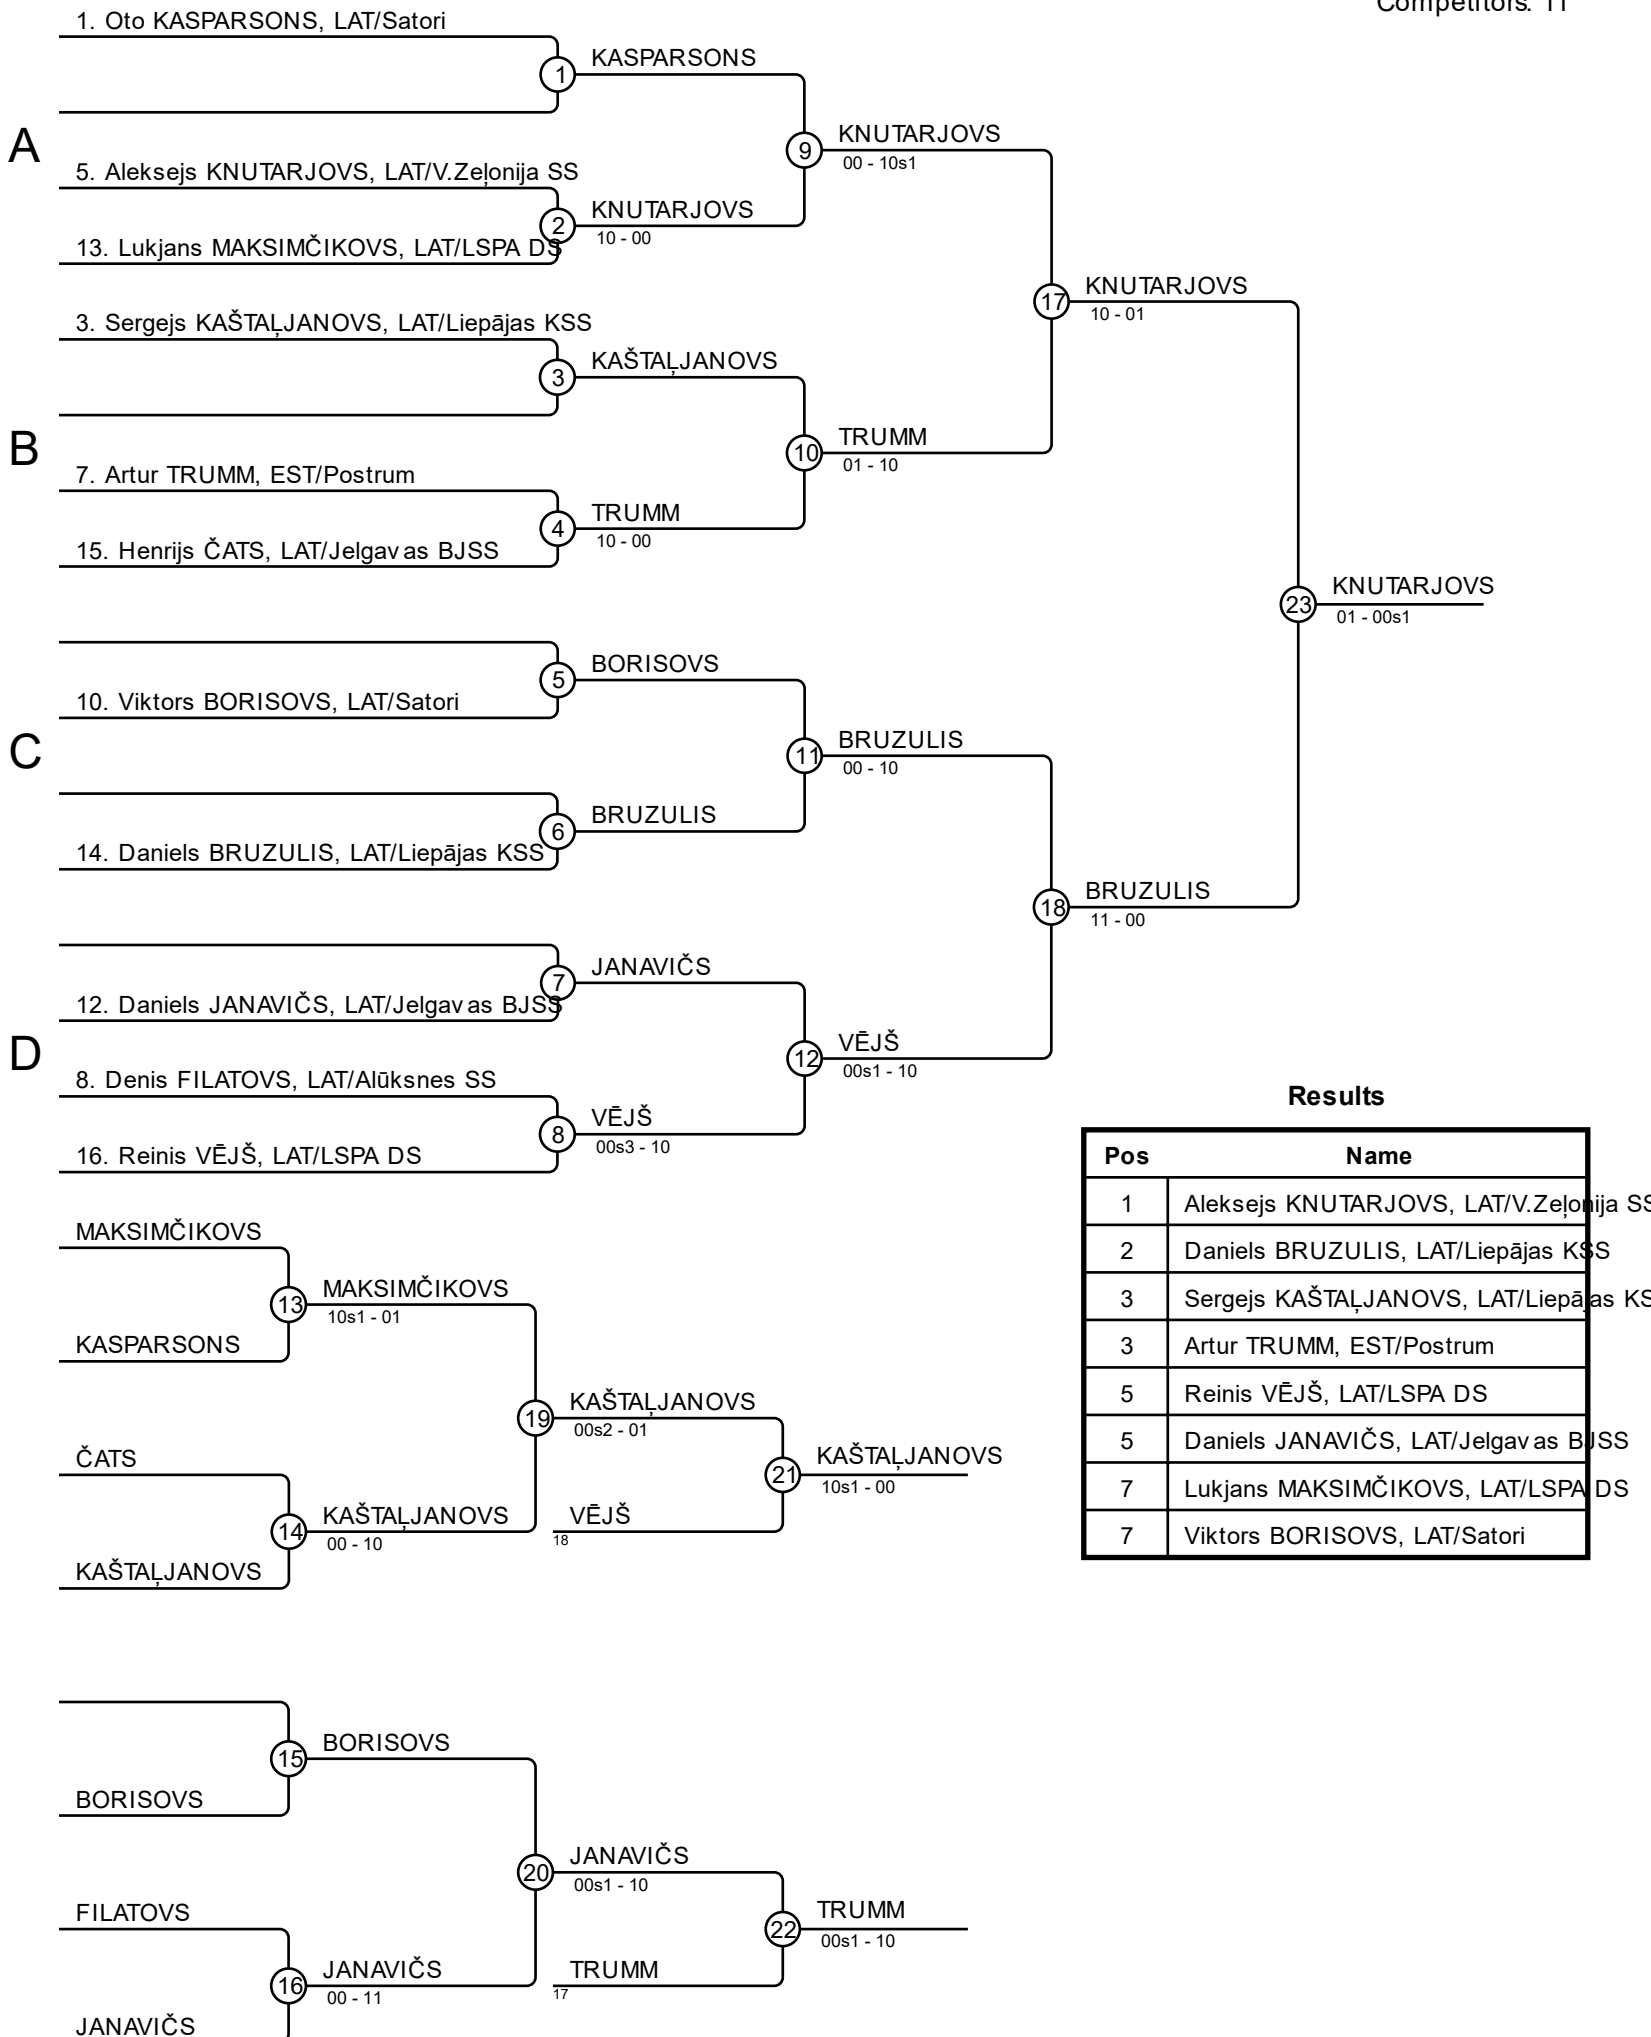 Competitors: 11
1. Oto KASPARSONS, LAT/Satori
1
KASPARSONS
A
9
KNUTARJOVS
00 - 10s1
5. Aleksejs KNUTARJOVS, LAT/V.Zeļonija SS
2
KNUTARJOVS
10 - 00
13. Lukjans MAKSIMČIKOVS, LAT/LSPA DS
17
KNUTARJOVS
10 - 01
3. Sergejs KAŠTAĻJANOVS, LAT/Liepājas KSS
3
KAŠTAĻJANOVS
B
10
TRUMM
01 - 10
7. Artur TRUMM, EST/Postrum
4
TRUMM
10 - 00
15. Henrijs ČATS, LAT/Jelgavas BJSS
23
KNUTARJOVS
01 - 00s1
5
BORISOVS
10. Viktors BORISOVS, LAT/Satori
C
11
BRUZULIS
00 - 10
6
BRUZULIS
14. Daniels BRUZULIS, LAT/Liepājas KSS
18
BRUZULIS
11 - 00
7
JANAVIČS
12. Daniels JANAVIČS, LAT/Jelgavas BJSS
D
12
VĒJŠ
00s1 - 10
8. Denis FILATOVS, LAT/Alūksnes SS
8
VĒJŠ
00s3 - 10
16. Reinis VĒJŠ, LAT/LSPA DS
Results
Pos Name
1 Aleksejs KNUTARJOVS, LAT/V.Zeļonija SS
2 Daniels BRUZULIS, LAT/Liepājas KSS
3 Sergejs KAŠTAĻJANOVS, LAT/Liepājas KS
3 Artur TRUMM, EST/Postrum
5 Reinis VĒJŠ, LAT/LSPA DS
5 Daniels JANAVIČS, LAT/Jelgavas BJSS
7 Lukjans MAKSIMČIKOVS, LAT/LSPA DS
7 Viktors BORISOVS, LAT/Satori
MAKSIMČIKOVS
13
MAKSIMČIKOVS
10s1 - 01
KASPARSONS
19
KAŠTAĻJANOVS
00s2 - 01
ČATS
21
KAŠTAĻJANOVS
10s1 - 00
14
KAŠTAĻJANOVS
00 - 10
VĒJŠ
18
KAŠTAĻJANOVS
15
BORISOVS
BORISOVS
20
JANAVIČS
00s1 - 10
FILATOVS
22
TRUMM
00s1 - 10
16
JANAVIČS
00 - 11
TRUMM
17
JANAVIČS